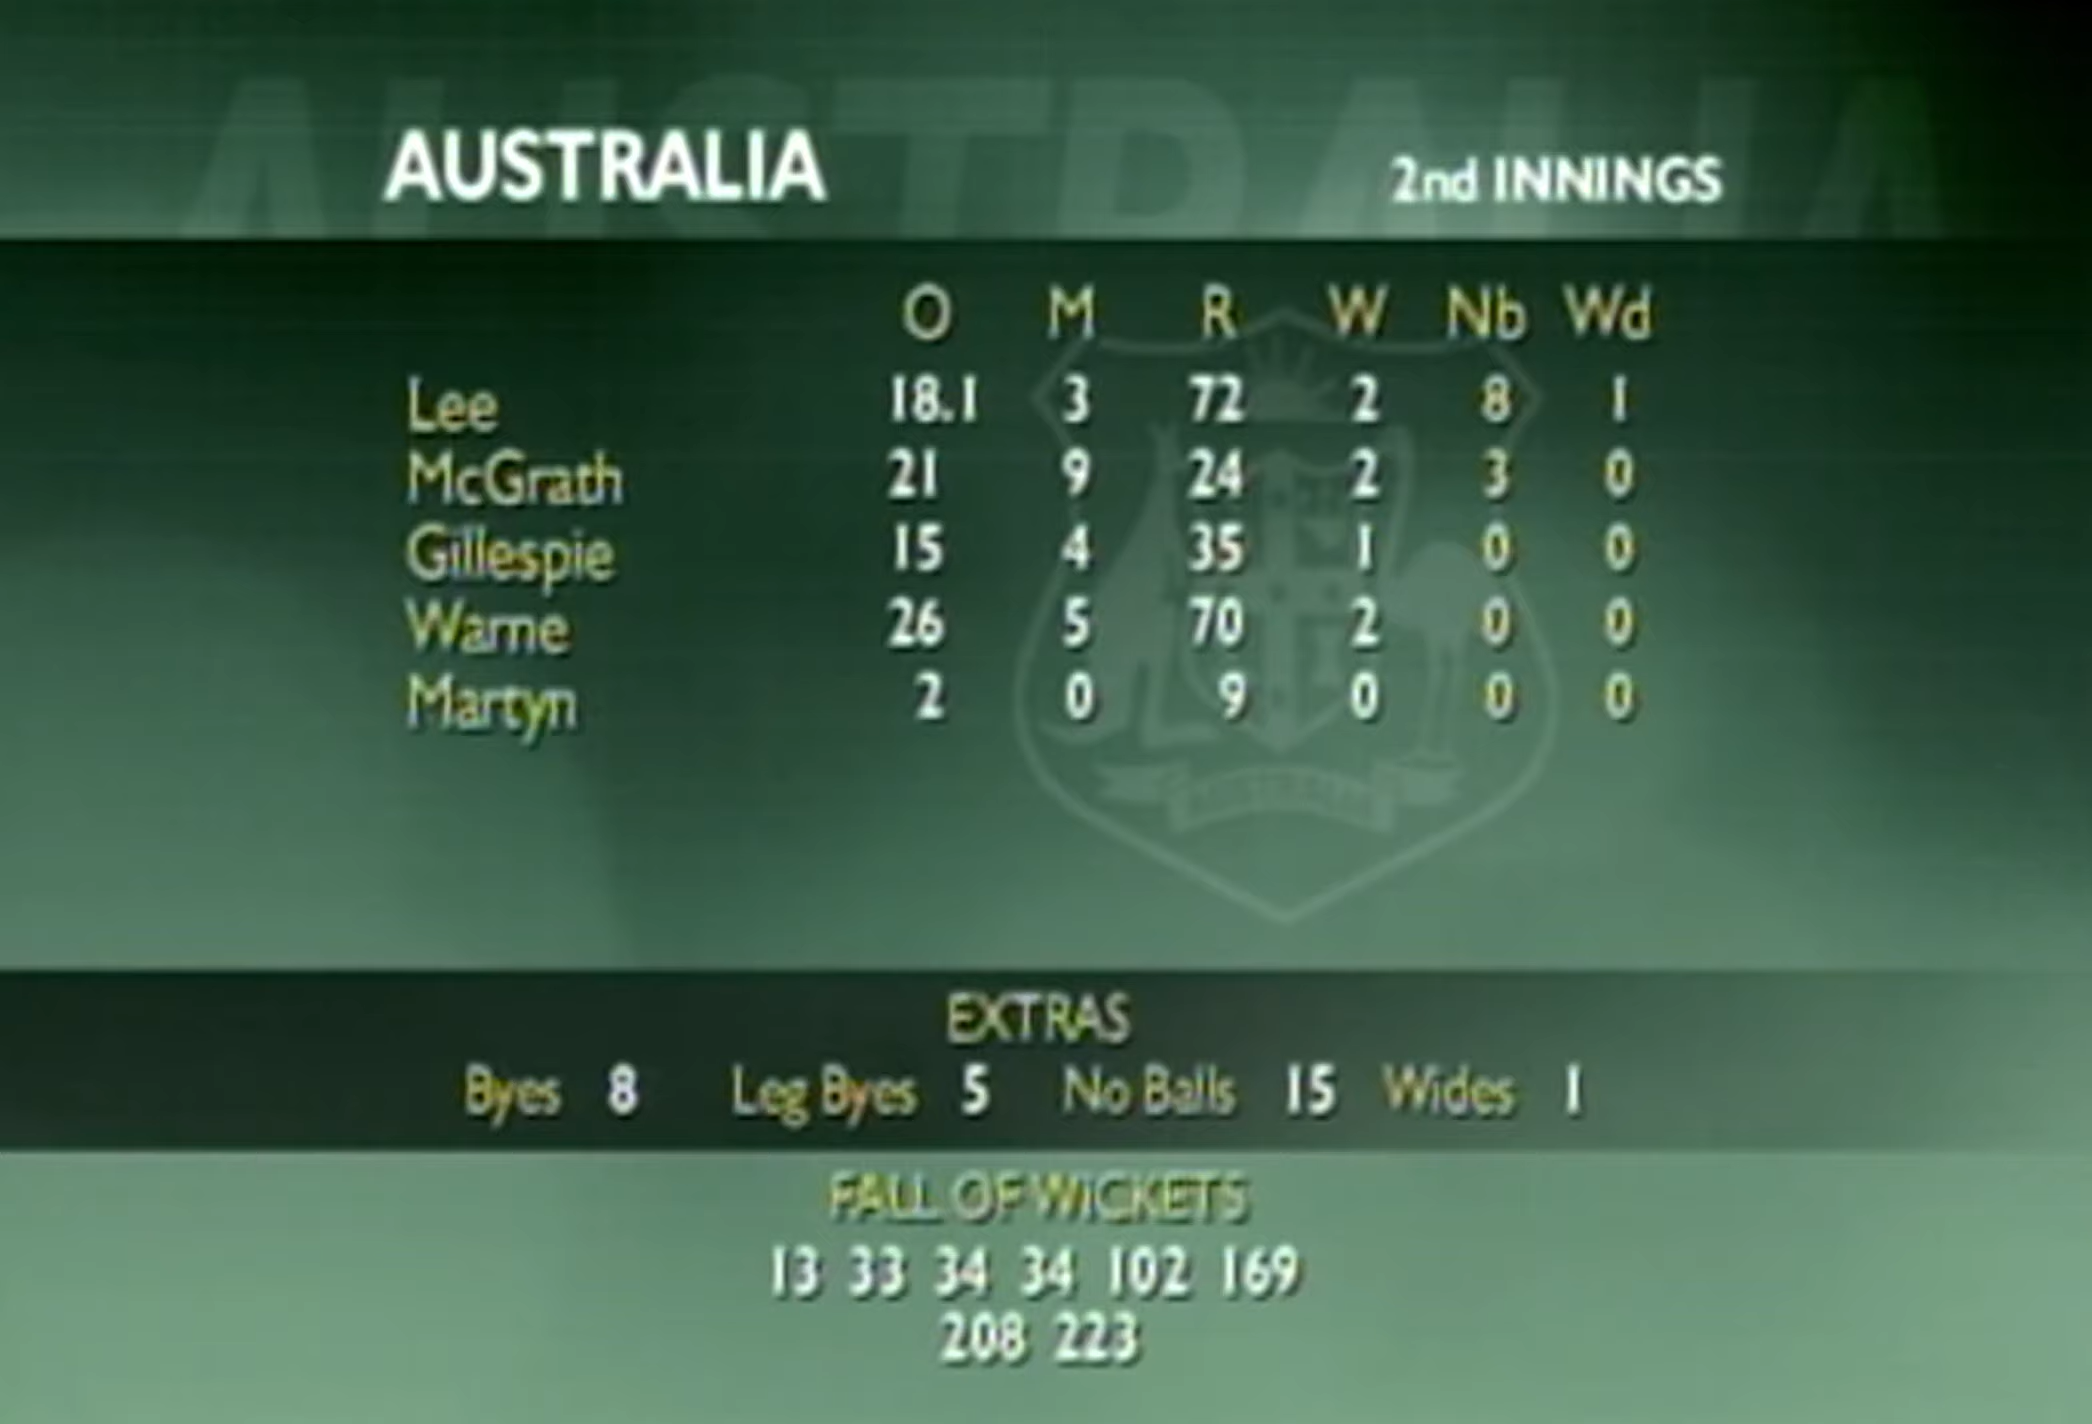 AUSTRALIA 2nd INNINGS
O M R W Nb Wd
Lee 18.1 3 72 2 8 1
McGrath 21 9 24 2 3 0
Gillespie 15 4 35 1 0 0
Warne 26 5 70 2 0 0
Martyn 2 0 9 0 0 0
EXTRAS
Byes 8 Leg Byes 5 No Balls 15 Wides 1
FALL OF WICKETS
13 33 34 34 102 169
208 223